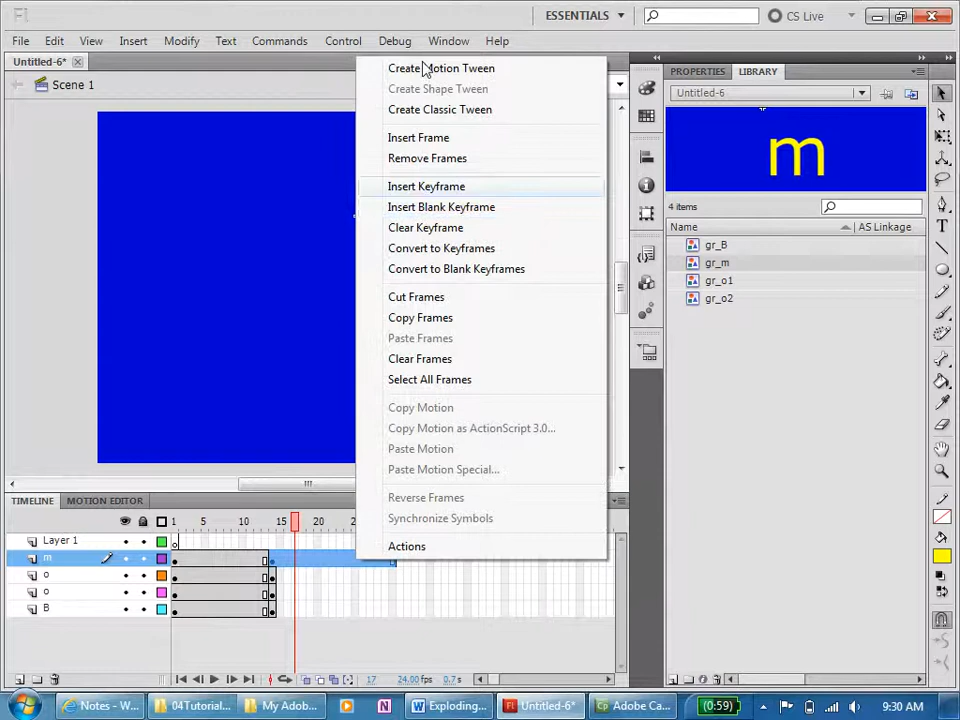 Fl
ESSENTIALS
CS Live
File Edit View Insert Modify Text Commands Control Debug Window Help
Untitled-6*
Scene 1
Create Motion Tween
Create Shape Tween
Create Classic Tween
Insert Frame
Remove Frames
Insert Keyframe
Insert Blank Keyframe
Clear Keyframe
Convert to Keyframes
Convert to Blank Keyframes
Cut Frames
Copy Frames
Paste Frames
Clear Frames
Select All Frames
Copy Motion
Copy Motion as ActionScript 3.0...
Paste Motion
Paste Motion Special...
Reverse Frames
Synchronize Symbols
Actions
PROPERTIES LIBRARY
Untitled-6
m
4 items
Name AS Linkage
gr_B
gr_m
gr_o1
gr_o2
TIMELINE MOTION EDITOR
1 5 10 15 20 25
Layer 1
m
o
o
B
17 24.00 fps 0.7 s
Notes - W... 04Tutorial... My Adob... Exploding... Untitled-6* Adobe Ca... (0:59) 9:30 AM